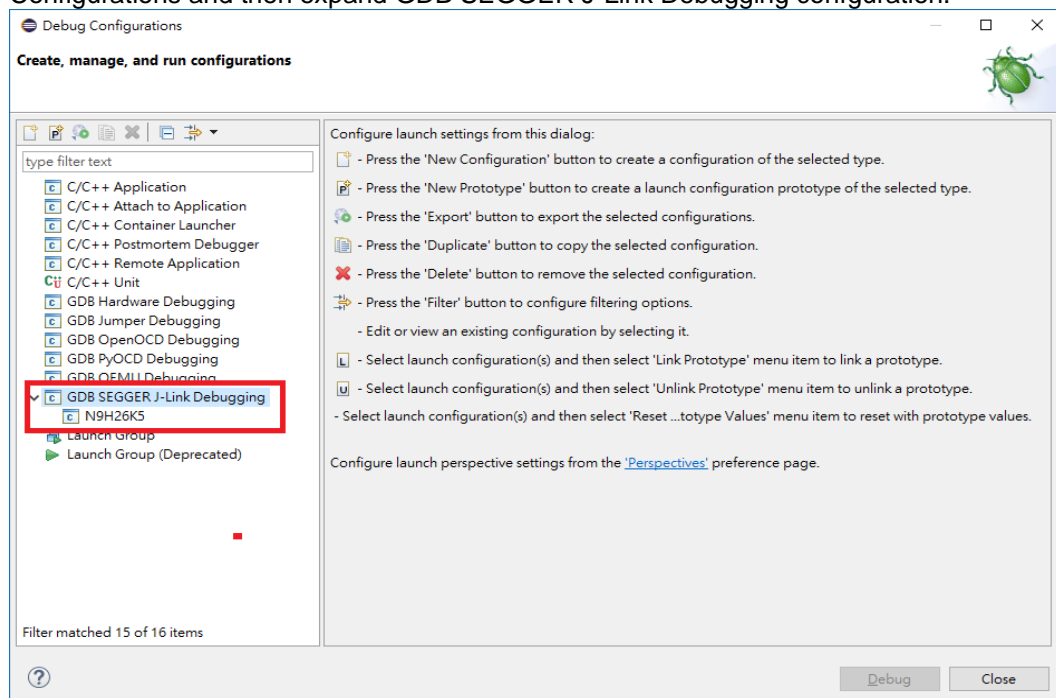 Configurations and then expand GDB SEGGER J-Link Debugging configuration.
Debug Configurations
Create, manage, and run configurations
type filter text
C/C++ Application
C/C++ Attach to Application
C/C++ Container Launcher
C/C++ Postmortem Debugger
C/C++ Remote Application
C/C++ Unit
GDB Hardware Debugging
GDB Jumper Debugging
GDB OpenOCD Debugging
GDB PyOCD Debugging
GDB QEMU Debugging
GDB SEGGER J-Link Debugging
N9H26K5
Launch Group
Launch Group (Deprecated)
Filter matched 15 of 16 items
Configure launch settings from this dialog:
- Press the 'New Configuration' button to create a configuration of the selected type.
- Press the 'New Prototype' button to create a launch configuration prototype of the selected type.
- Press the 'Export' button to export the selected configurations.
- Press the 'Duplicate' button to copy the selected configuration.
- Press the 'Delete' button to remove the selected configuration.
- Press the 'Filter' button to configure filtering options.
- Edit or view an existing configuration by selecting it.
- Select launch configuration(s) and then select 'Link Prototype' menu item to link a prototype.
- Select launch configuration(s) and then select 'Unlink Prototype' menu item to unlink a prototype.
- Select launch configuration(s) and then select 'Reset ...totype Values' menu item to reset with prototype values.
Configure launch perspective settings from the 'Perspectives' preference page.
Debug
Close